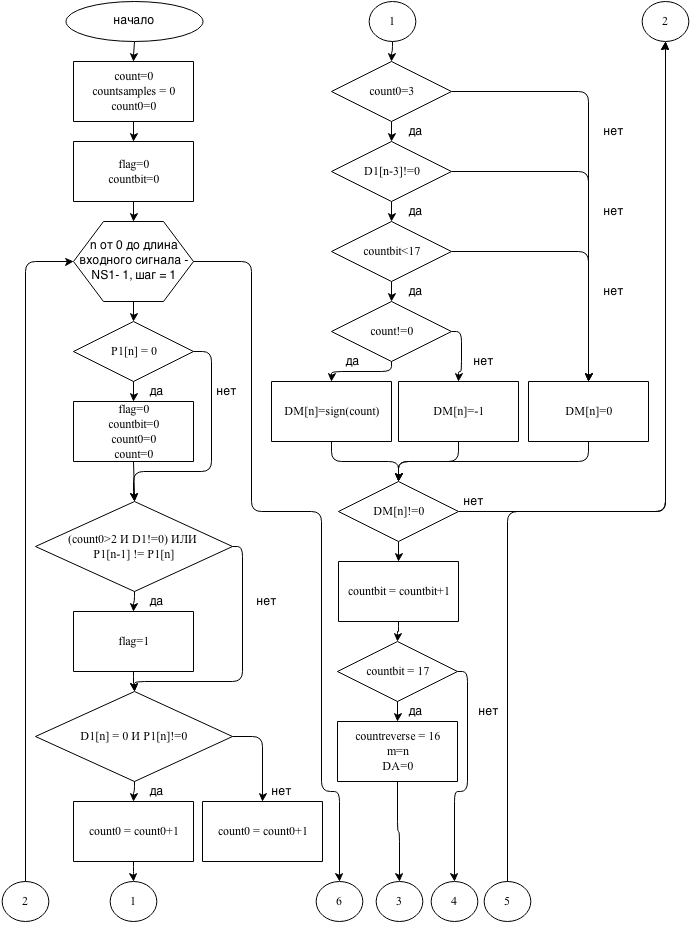 начало
count=0
countsamples = 0
count0=0
flag=0
countbit=0
n от 0 до длина
входного сигнала -
NS1- 1, шаг = 1
P1[n] = 0
да
нет
flag=0
countbit=0
count0=0
count=0
(count0>2 И D1!=0) ИЛИ
P1[n-1] != P1[n]
да
нет
flag=1
D1[n] = 0 И P1[n]!=0
да
нет
count0 = count0+1
count0 = count0+1
2
1
1
count0=3
да
нет
D1[n-3]!=0
да
нет
countbit<17
да
нет
count!=0
да
нет
DM[n]=sign(count)
DM[n]=-1
DM[n]=0
DM[n]!=0
нет
countbit = countbit+1
countbit = 17
да
нет
countreverse = 16
m=n
DA=0
6
3
4
5
2